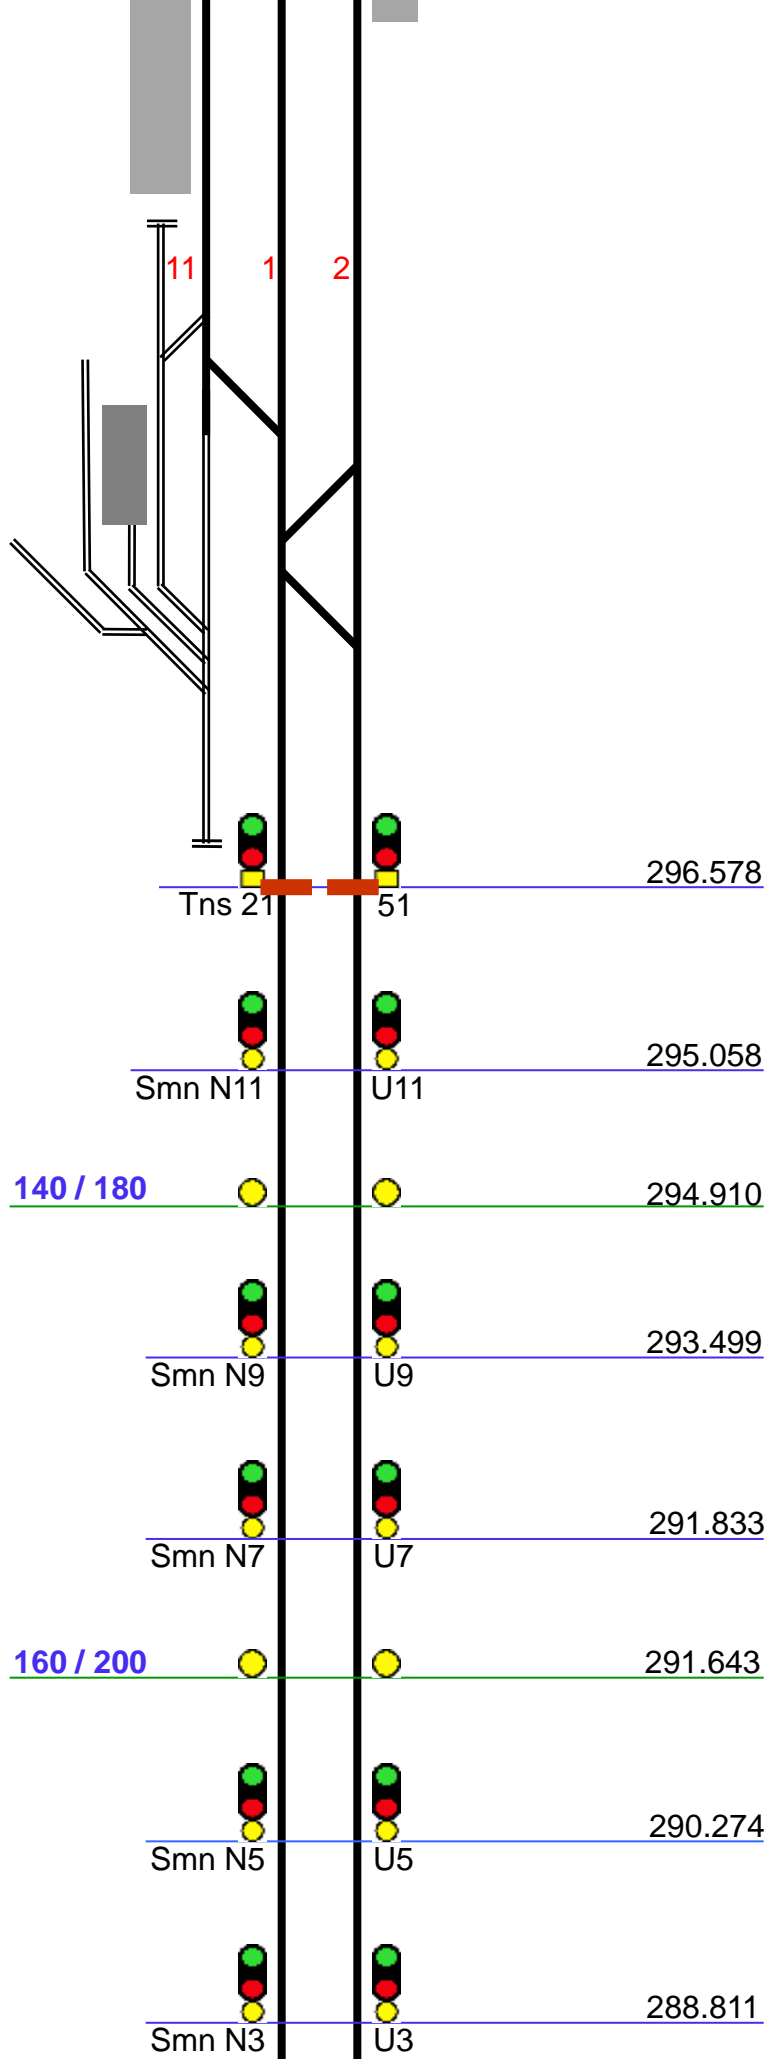 11 1 2
296.578
Tns 21 51
295.058
Smn N11 U11
140 / 180 294.910
293.499
Smn N9 U9
291.833
Smn N7 U7
160 / 200 291.643
290.274
Smn N5 U5
288.811
Smn N3 U3